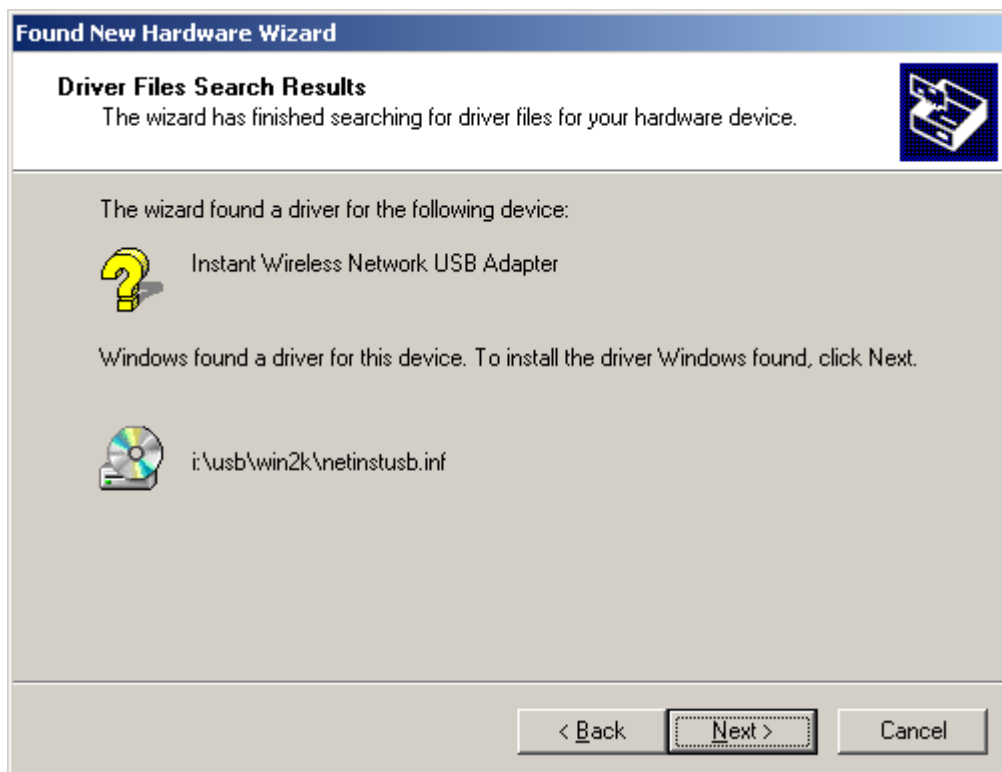 Found New Hardware Wizard
Driver Files Search Results
The wizard has finished searching for driver files for your hardware device.
The wizard found a driver for the following device:
Instant Wireless Network USB Adapter
Windows found a driver for this device. To install the driver Windows found, click Next.
i:\usb\win2k\netinstusb.inf
< Back
Next >
Cancel